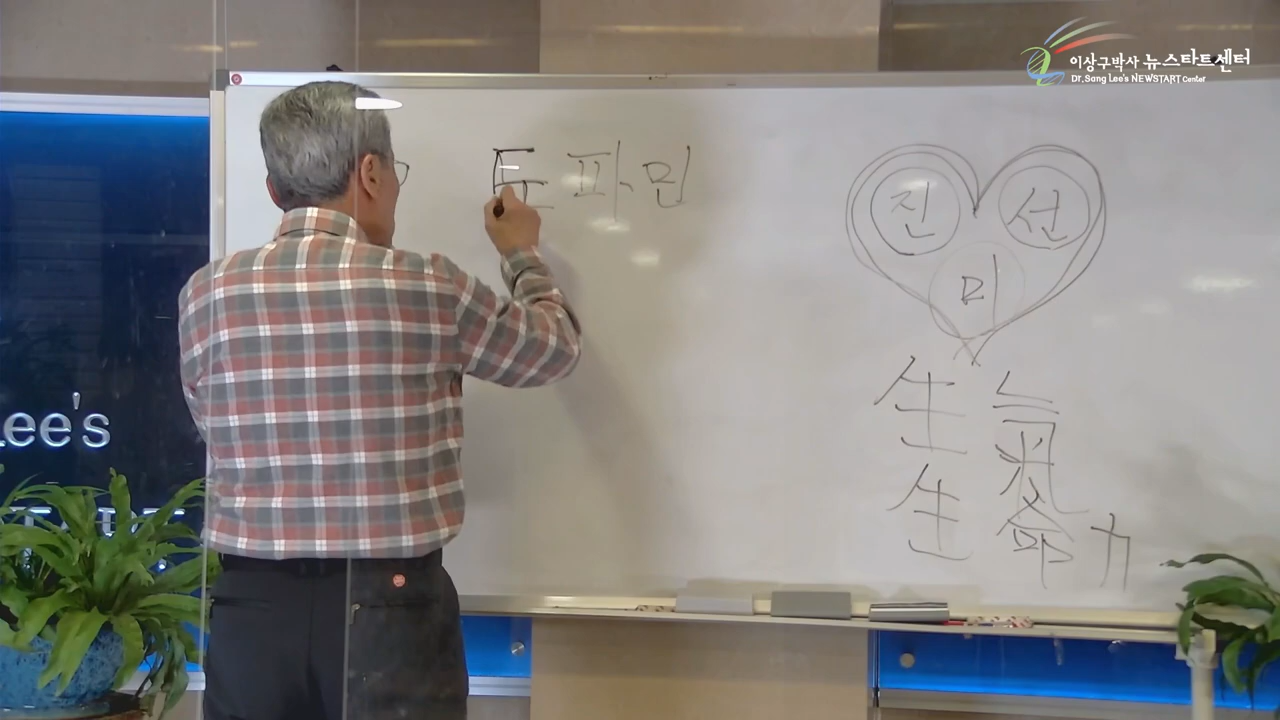 이상구박사 뉴스타트센터
Dr. Sang Lee's NEWSTART Center
도파민
진 선
미
生氣
生命力
Lee's